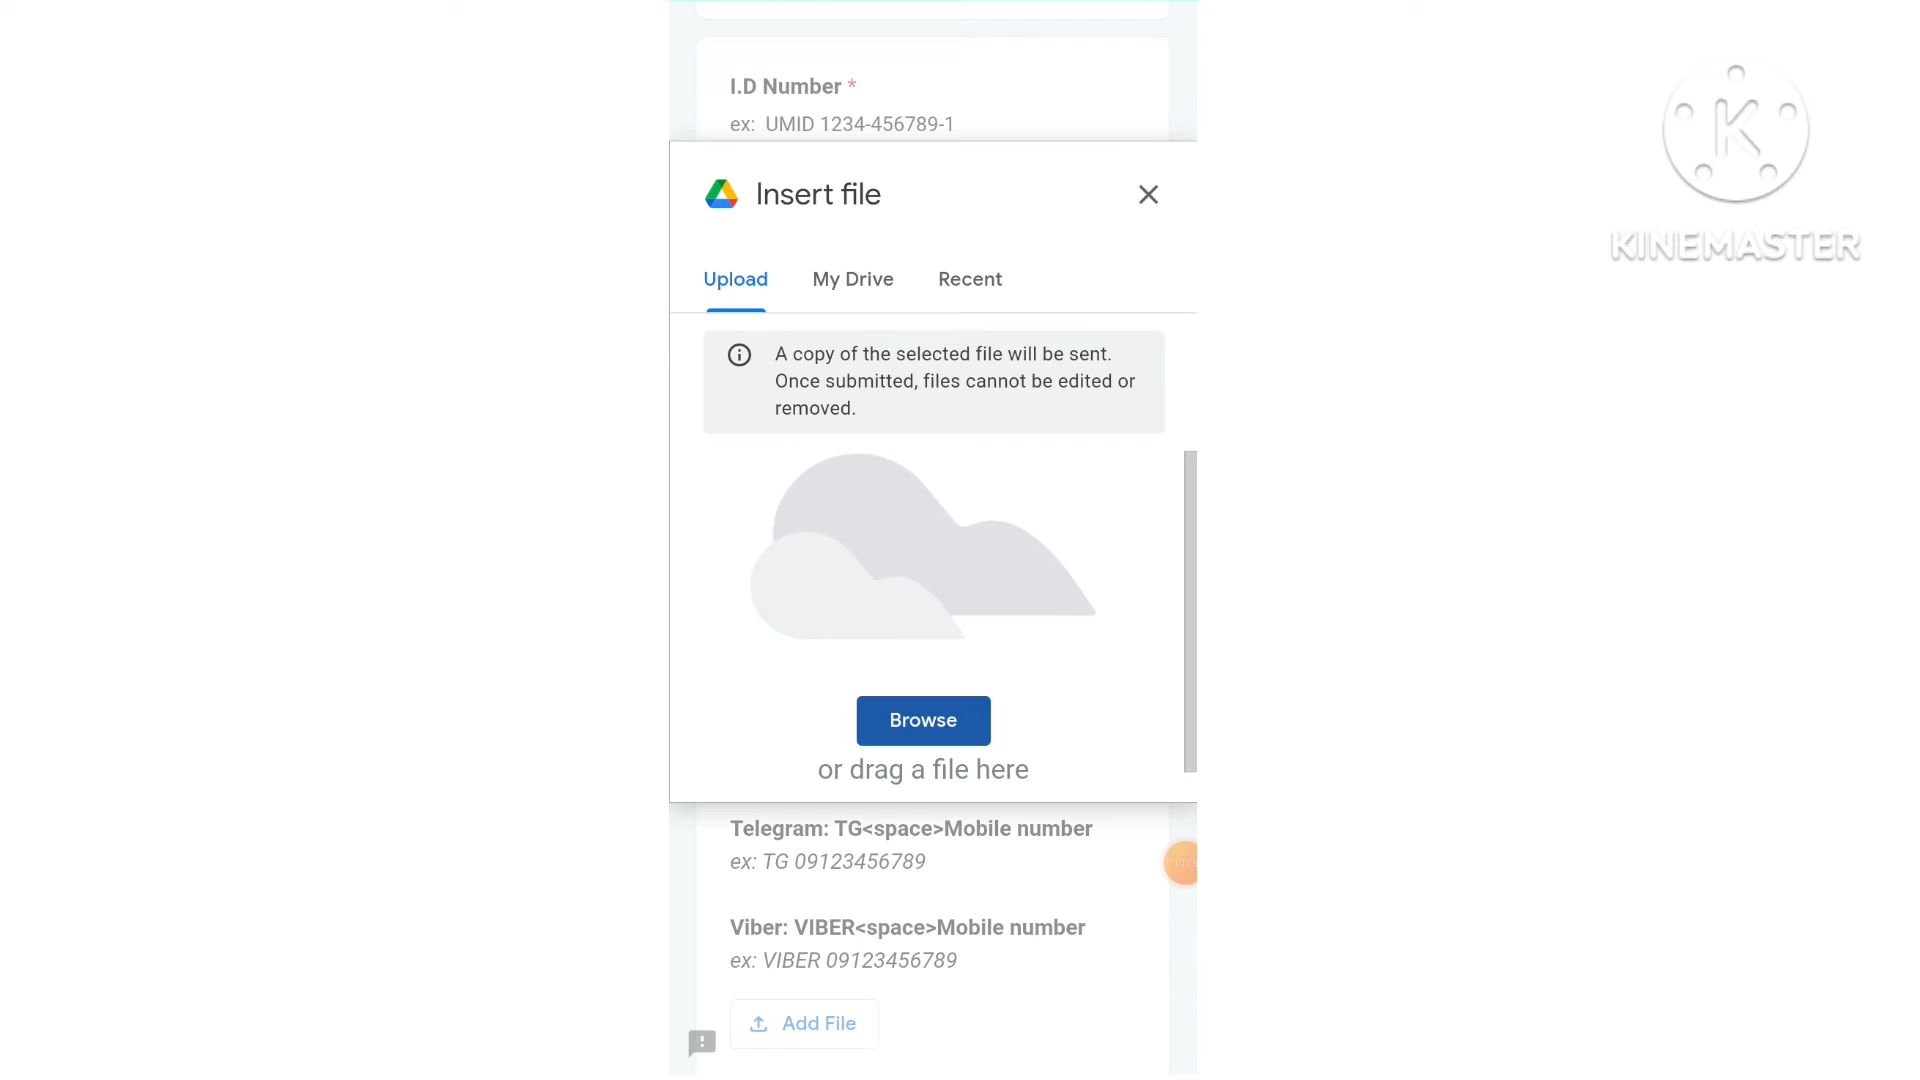 I.D Number *
ex: UMID 1234-456789-1
Insert file
Upload My Drive Recent
A copy of the selected file will be sent.
Once submitted, files cannot be edited or
removed.
Browse
or drag a file here
Telegram: TG<space>Mobile number
ex: TG 09123456789
Viber: VIBER<space>Mobile number
ex: VIBER 09123456789
Add File
K
KINEMASTER